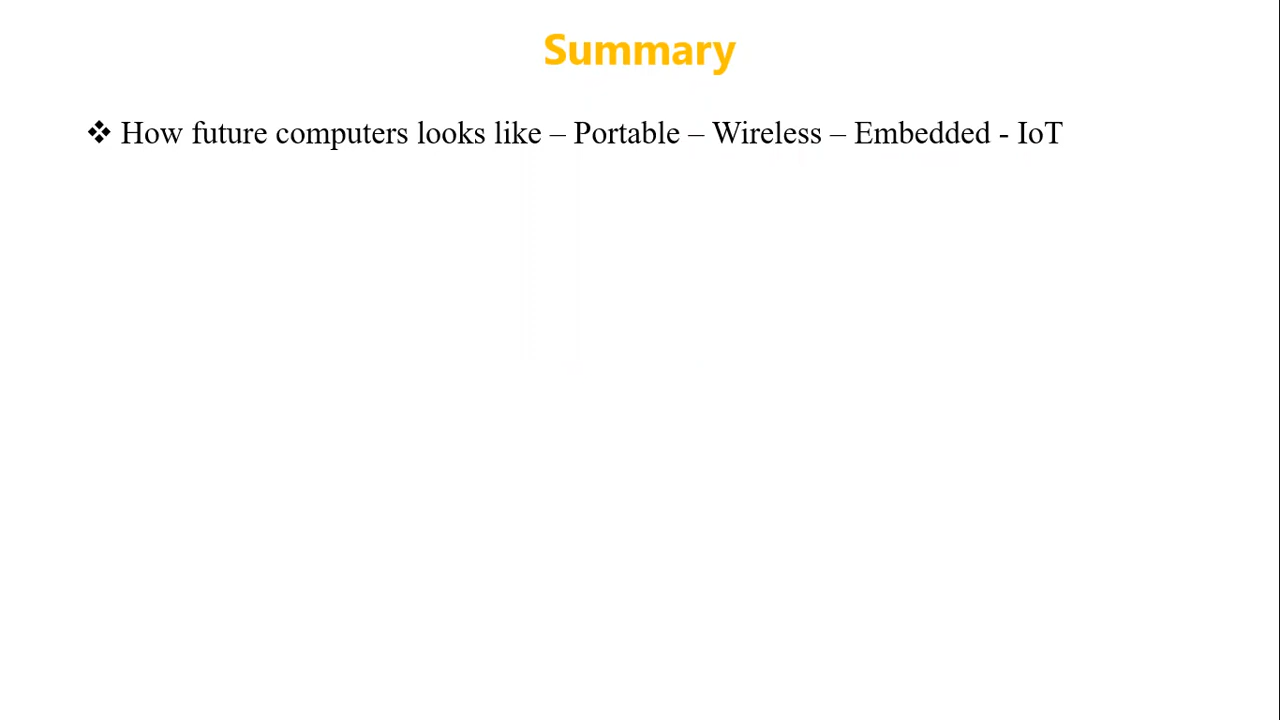 Summary
❖ How future computers looks like – Portable – Wireless – Embedded - IoT